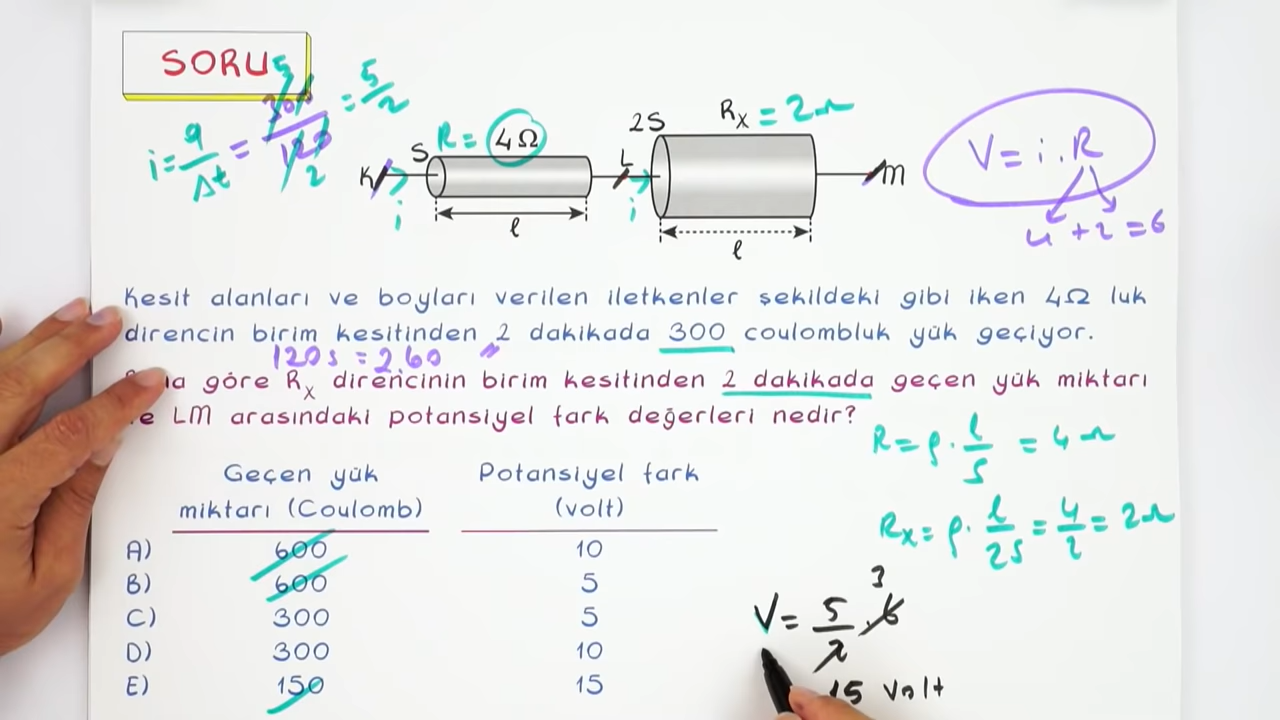 SORU
i = q/Δt = 300/120 = 5/2
5
2
S R = 4Ω
2S Rx = 2Ω
K L M
i i
ℓ ℓ
V = i . R
4 + 2 = 6
Kesit alanları ve boyları verilen iletkenler şekildeki gibi iken 4Ω luk
direncin birim kesitinden 2 dakikada 300 coulombluk yük geçiyor.
120s = 2.60
göre Rx direncinin birim kesitinden 2 dakikada geçen yük miktarı
LM arasındaki potansiyel fark değerleri nedir?
R = ρ . ℓ/S = 4Ω
Rx = ρ . ℓ/2S = 4/2 = 2Ω
Geçen yük Potansiyel fark
miktarı (Coulomb) (volt)
A) 600 10
B) 600 5
C) 300 5
D) 300 10
E) 150 15
3
V = 5/2 . 6
15 volt